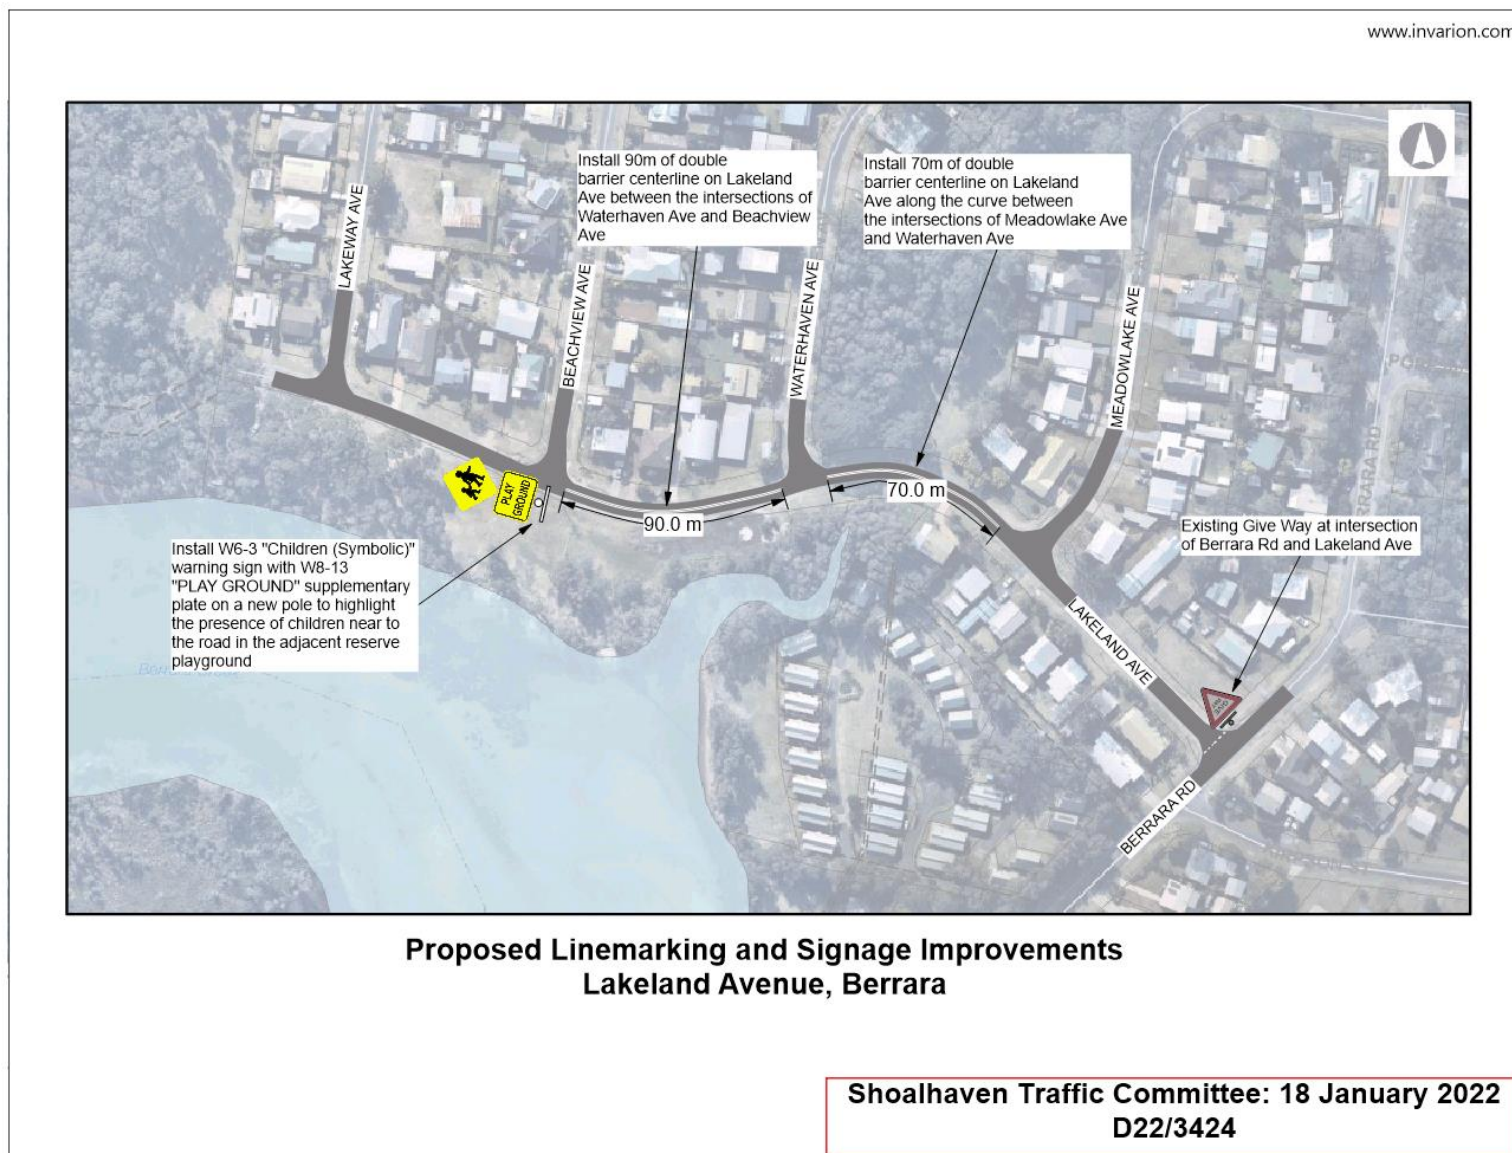 www.invarion.com
Install 90m of double
barrier centerline on Lakeland
Ave between the intersections of
Waterhaven Ave and Beachview
Ave
Install 70m of double
barrier centerline on Lakeland
Ave along the curve between
the intersections of Meadowlake Ave
and Waterhaven Ave
LAKEWAY AVE
BEACHVIEW AVE
WATERHAVEN AVE
MEADOWLAKE AVE
PLAY
GROUND
90.0 m
70.0 m
Install W6-3 "Children (Symbolic)"
warning sign with W8-13
"PLAY GROUND" supplementary
plate on a new pole to highlight
the presence of children near to
the road in the adjacent reserve
playground
Existing Give Way at intersection
of Berrara Rd and Lakeland Ave
LAKELAND AVE
GIVE
WAY
BERRARA RD
Proposed Linemarking and Signage Improvements
Lakeland Avenue, Berrara
Shoalhaven Traffic Committee: 18 January 2022
D22/3424